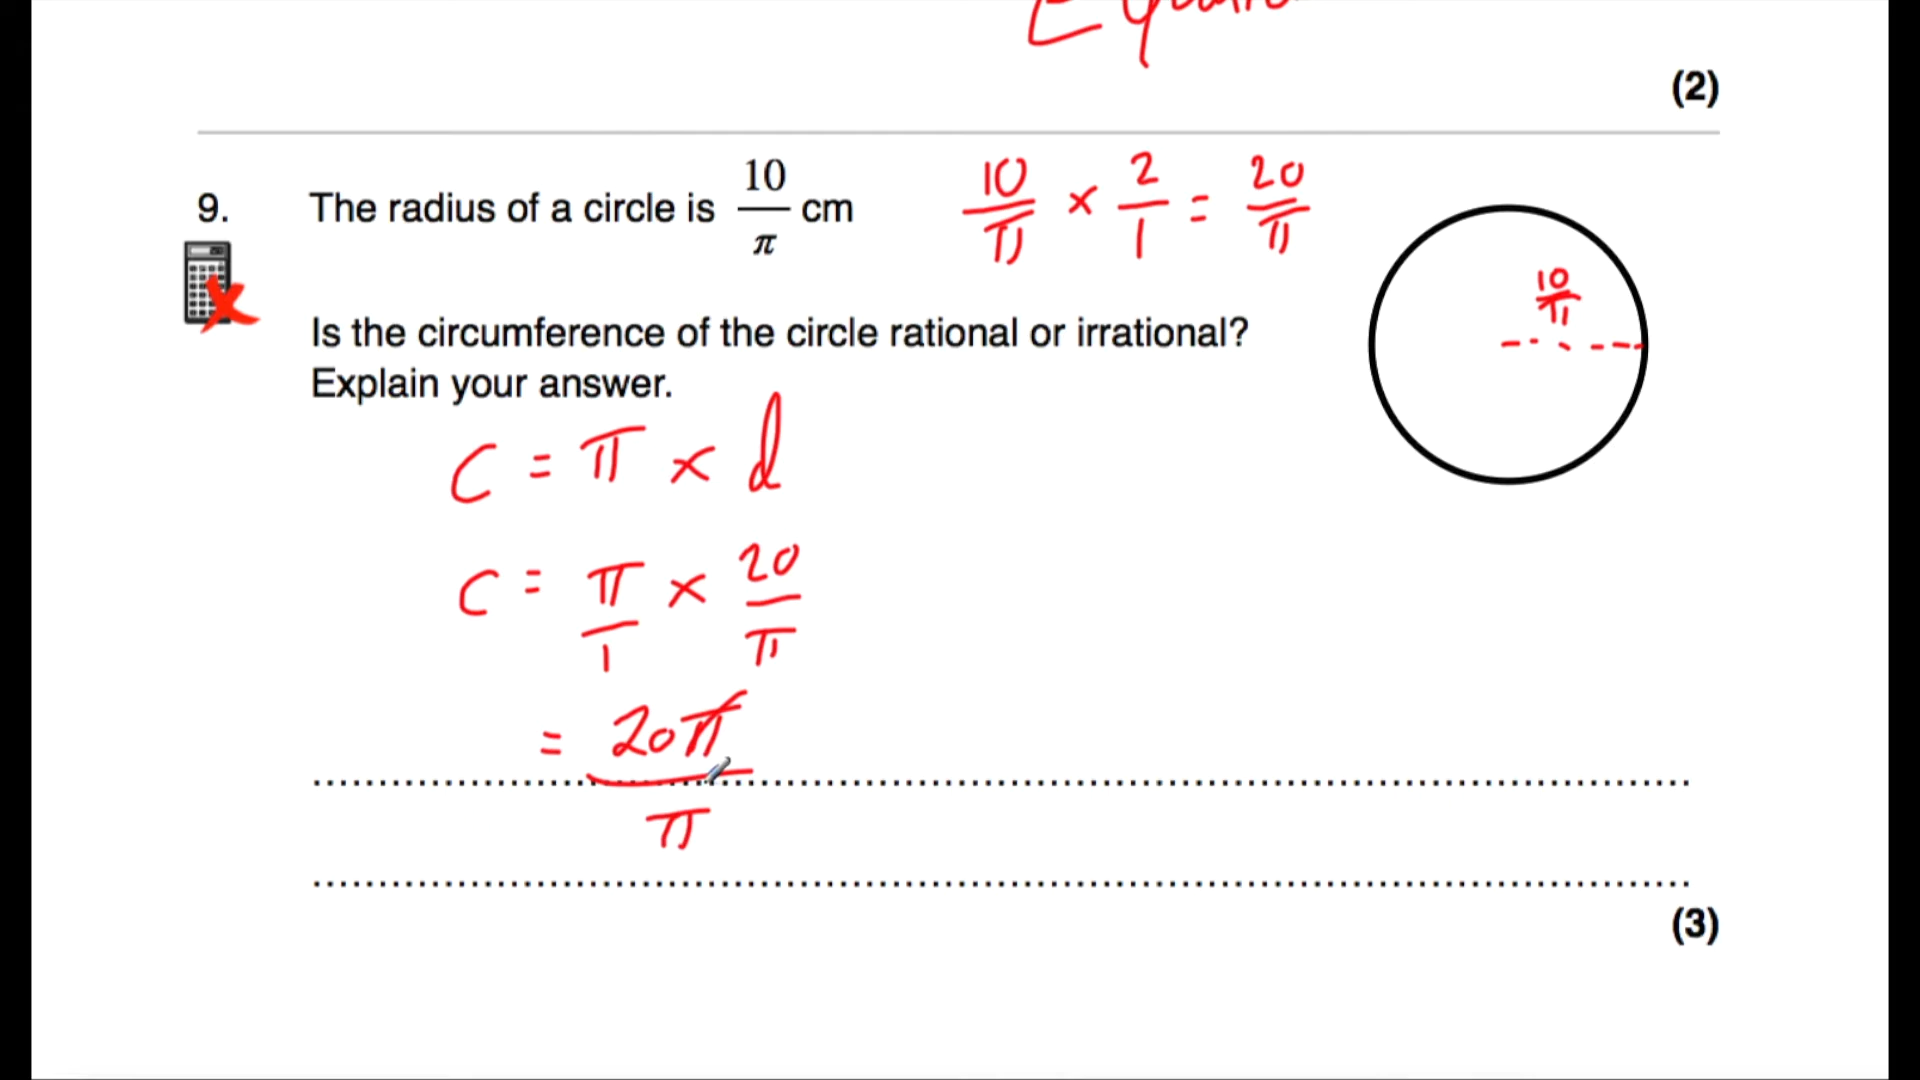 Equatio
(2)
9. The radius of a circle is 10/π cm
10/π × 2/1 = 20/π
10/π
Is the circumference of the circle rational or irrational?
Explain your answer.
C = π × d
C = π/1 × 20/π
= 20π/π
(3)